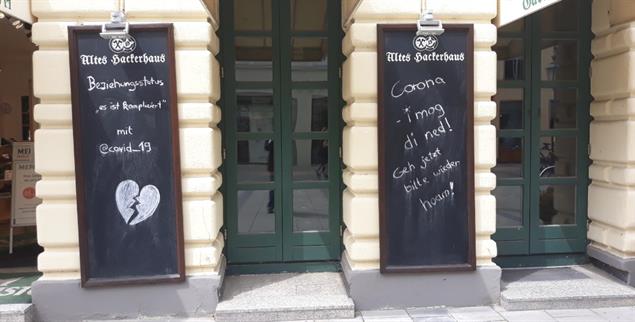 Altes Hackerhaus
Beziehungsstatus
„es ist kompliziert"
mit
@covid_19
Altes Hackerhaus
Corona
- i mog
di ned!
Geh jetzt
bitte wieder
hoam!